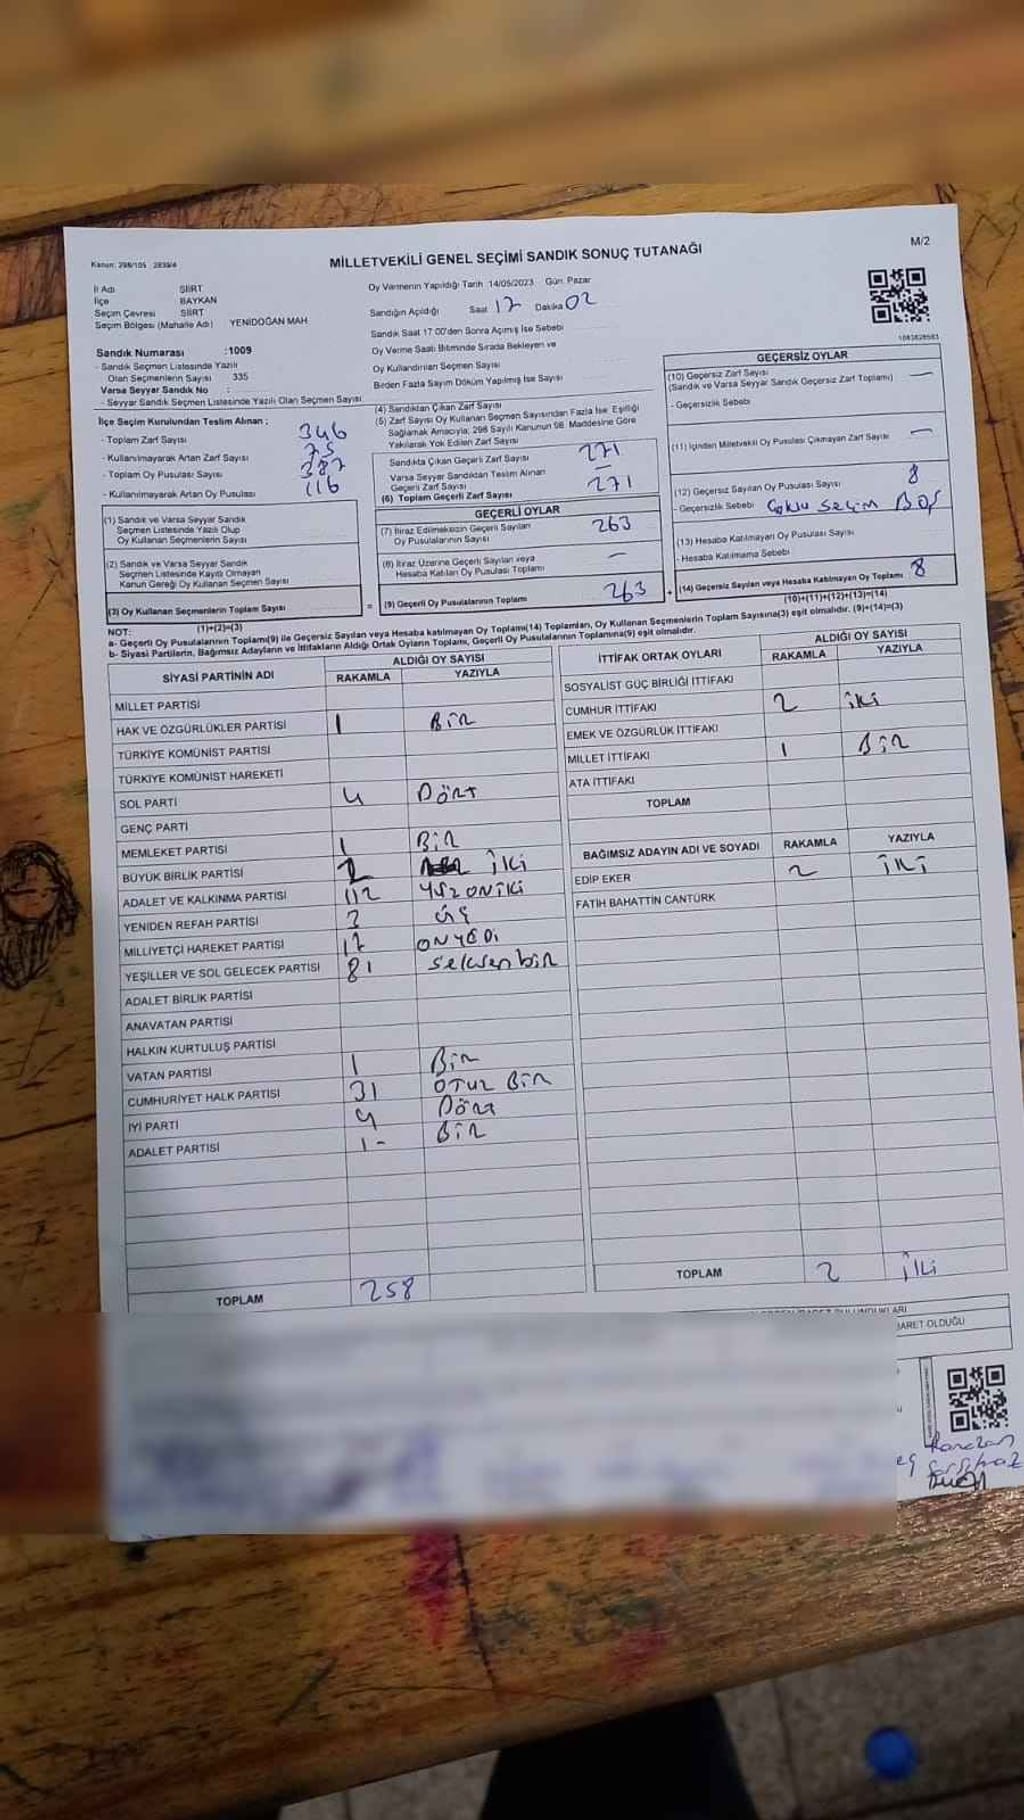 Kanun: 298/105 2839/4
MİLLETVEKİLİ GENEL SEÇİMİ SANDIK SONUÇ TUTANAĞI
M/2
İl Adı SİİRT
İlçe BAYKAN
Seçim Çevresi SİİRT
Seçim Bölgesi (Mahalle Adı) YENİDOĞAN MAH
Sandık Numarası :1009
- Sandık Seçmen Listesinde Yazılı
Olan Seçmenlerin Sayısı 335
Varsa Seyyar Sandık No :
- Seyyar Sandık Seçmen Listesinde Yazılı Olan Seçmen Sayısı
Oy Vermenin Yapıldığı Tarih 14/05/2023 Gün: Pazar
Sandığın Açıldığı Saat 17 Dakika 02
Sandık Saat 17.00'den Sonra Açılmış İse Sebebi
Oy Verme Saati Bitiminde Sırada Bekleyen ve
Oy Kullandırılan Seçmen Sayısı
Birden Fazla Sayım Döküm Yapılmış İse Sayısı
İlçe Seçim Kurulundan Teslim Alınan :
- Toplam Zarf Sayısı 346
- Kullanılmayarak Artan Zarf Sayısı 75
- Toplam Oy Pusulası Sayısı 387
- Kullanılmayarak Artan Oy Pusulası 116
(4) Sandıktan Çıkan Zarf Sayısı
(5) Zarf Sayısı Oy Kullanan Seçmen Sayısından Fazla İse Eşitliği
Sağlamak Amacıyla, 298 Sayılı Kanunun 98. Maddesine Göre
Yakılarak Yok Edilen Zarf Sayısı
Sandıkta Çıkan Geçerli Zarf Sayısı 271
Varsa Seyyar Sandıktan Teslim Alınan
Geçerli Zarf Sayısı —
(6) Toplam Geçerli Zarf Sayısı 271
GEÇERSİZ OYLAR
(10) Geçersiz Zarf Sayısı —
(Sandık ve Varsa Seyyar Sandık Geçersiz Zarf Toplamı)
- Geçersizlik Sebebi
(11) İçinden Milletvekili Oy Pusulası Çıkmayan Zarf Sayısı —
(12) Geçersiz Sayılan Oy Pusulası Sayısı 8
- Geçersizlik Sebebi Çoklu seçim BOŞ
(13) Hesaba Katılmayan Oy Pusulası Sayısı
- Hesaba Katılmama Sebebi
(14) Geçersiz Sayılan veya Hesaba Katılmayan Oy Toplamı 8
(10)+(11)+(12)+(13)=(14)
(1) Sandık ve Varsa Seyyar Sandık
Seçmen Listesinde Yazılı Olup
Oy Kullanan Seçmenlerin Sayısı
(2) Sandık ve Varsa Seyyar Sandık
Seçmen Listesinde Kayıtlı Olmayan
Kanun Gereği Oy Kullanan Seçmen Sayısı
(3) Oy Kullanan Seçmenlerin Toplam Sayısı
(1)+(2)=(3)
GEÇERLİ OYLAR
(7) İtiraz Edilmeksizin Geçerli Sayılan
Oy Pusulalarının Sayısı 263
(8) İtiraz Üzerine Geçerli Sayılan veya
Hesaba Katılan Oy Pusulası Toplamı —
= (9) Geçerli Oy Pusulalarının Toplamı 263 +
NOT:
a- Geçerli Oy Pusulalarının Toplamı(9) ile Geçersiz Sayılan veya Hesaba katılmayan Oy Toplamı(14) Toplamları, Oy Kullanan Seçmenlerin Toplam Sayısına(3) eşit olmalıdır. (9)+(14)=(3)
b- Siyasi Partilerin, Bağımsız Adayların ve İttifakların Aldığı Ortak Oyların Toplamı, Geçerli Oy Pusulalarının Toplamına(9) eşit olmalıdır.
SİYASİ PARTİNİN ADI ALDIĞI OY SAYISI
RAKAMLA YAZIYLA
MİLLET PARTİSİ
HAK VE ÖZGÜRLÜKLER PARTİSİ 1 BİR
TÜRKİYE KOMÜNİST PARTİSİ
TÜRKİYE KOMÜNİST HAREKETİ
SOL PARTİ 4 DÖRT
GENÇ PARTİ
MEMLEKET PARTİSİ 1 BİR
BÜYÜK BİRLİK PARTİSİ 2 İKİ
ADALET VE KALKINMA PARTİSİ 112 YÜZ ONİKİ
YENİDEN REFAH PARTİSİ 3 ÜÇ
MİLLİYETÇİ HAREKET PARTİSİ 17 ONYEDİ
YEŞİLLER VE SOL GELECEK PARTİSİ 81 seksen bir
ADALET BİRLİK PARTİSİ
ANAVATAN PARTİSİ
HALKIN KURTULUŞ PARTİSİ
VATAN PARTİSİ 1 BİR
CUMHURİYET HALK PARTİSİ 31 OTUZ BİR
İYİ PARTİ 4 DÖRT
ADALET PARTİSİ 1- BİR
TOPLAM 258
İTTİFAK ORTAK OYLARI ALDIĞI OY SAYISI
RAKAMLA YAZIYLA
SOSYALİST GÜÇ BİRLİĞİ İTTİFAKI
CUMHUR İTTİFAKI 2 iki
EMEK VE ÖZGÜRLÜK İTTİFAKI
MİLLET İTTİFAKI 1 BİR
ATA İTTİFAKI
TOPLAM
BAĞIMSIZ ADAYIN ADI VE SOYADI RAKAMLA YAZIYLA
EDİP EKER 2 İKİ
FATİH BAHATTİN CANTÜRK
TOPLAM 2 İki
BARET OLDUĞU
Ramazan